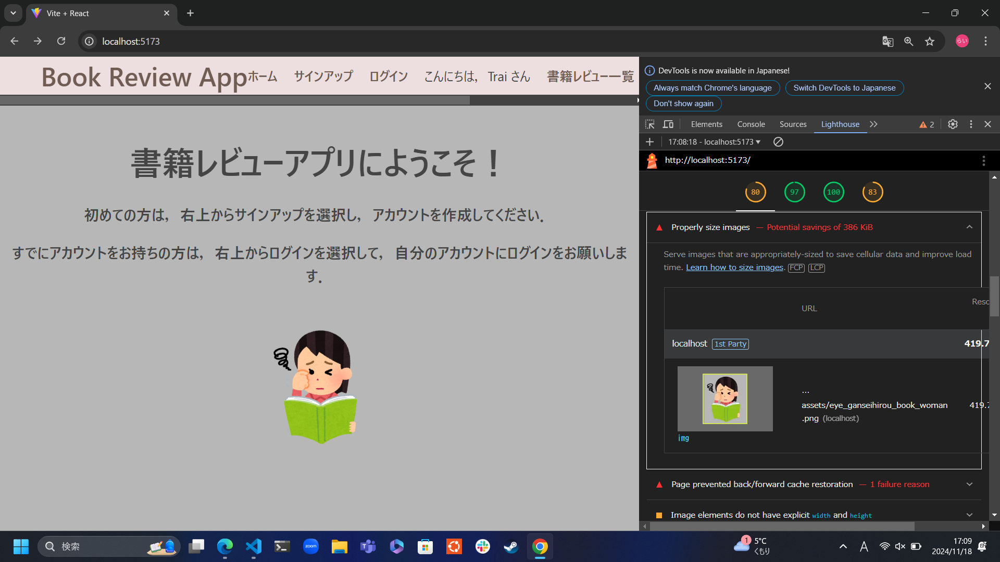 Vite + React
localhost:5173
らい
Book Review App
ホーム
サインアップ
ログイン
こんにちは， Trai さん
書籍レビュー一覧
書籍レビューアプリにようこそ！
初めての方は，右上からサインアップを選択し，アカウントを作成してください．
すでにアカウントをお持ちの方は，右上からログインを選択して，自分のアカウントにログインをお願いしま
す．
DevTools is now available in Japanese!
Always match Chrome's language
Switch DevTools to Japanese
Don't show again
Elements
Console
Sources
Lighthouse
2
17:08:18 - localhost:5173
http://localhost:5173/
80
97
100
83
Properly size images — Potential savings of 386 KiB
Serve images that are appropriately-sized to save cellular data and improve load
time. Learn how to size images. FCP LCP
Reso
URL
localhost 1st Party
419.7
...
assets/eye_ganseihirou_book_woman
419.7
.png (localhost)
img
Page prevented back/forward cache restoration — 1 failure reason
Image elements do not have explicit width and height
検索
zoom
1
5°C
くもり
A
17:09
2024/11/18